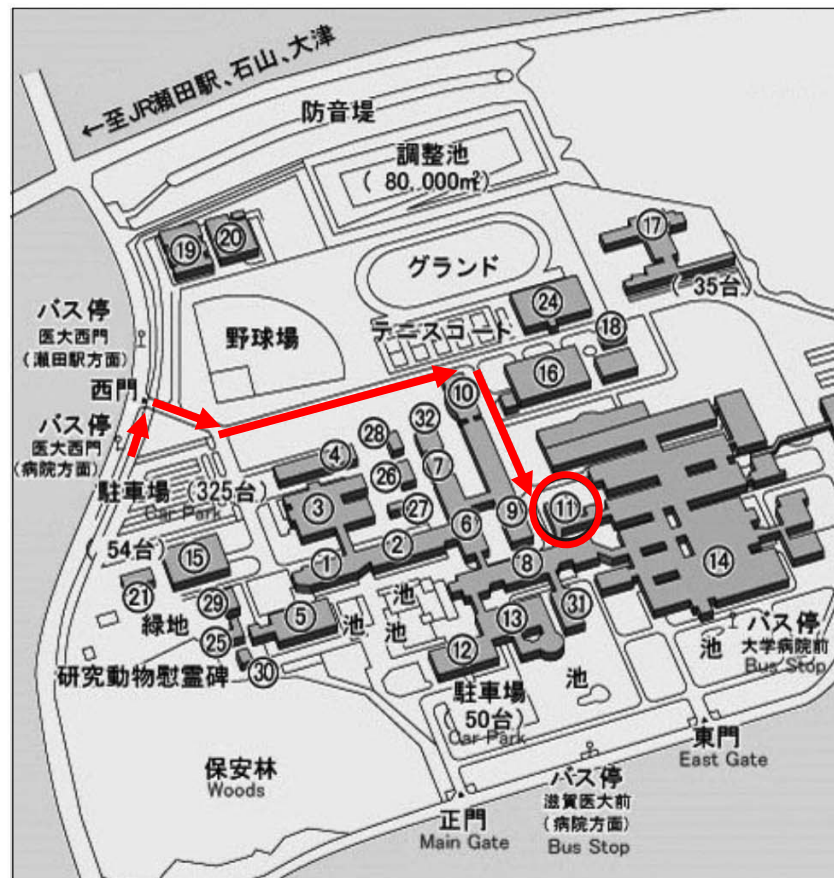 ←至JR瀬田駅、石山、大津
防音堤
調整池
( 80,000㎡)
⑰
⑲
⑳
グランド
(35台)
㉔
バス停
医大西門
(瀬田駅方面)
野球場
テニスコート
⑱
⑯
西門
⑩
バス停
医大西門
(病院方面)
㉜
㉘
④
㉖
⑦
駐車場 (325台)
Car Park
③
㉗
⑨
⑪
⑥
(54台)
⑮
①
②
⑧
⑭
㉑
㉙
緑地
⑤
池
池
池
⑬
㉛
㉕
研究動物慰霊碑
㉚
⑫
池
池
バス停
大学病院前
Bus Stop
駐車場
50台)
Car Park
東門
East Gate
保安林
Woods
正門
Main Gate
バス停
滋賀医大前
(病院方面)
Bus Stop